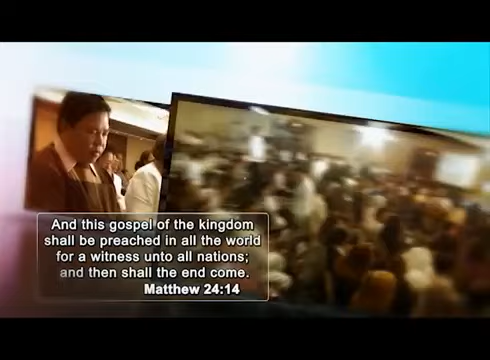 And this gospel of the kingdom
shall be preached in all the world
for a witness unto all nations;
and then shall the end come.
Matthew 24:14